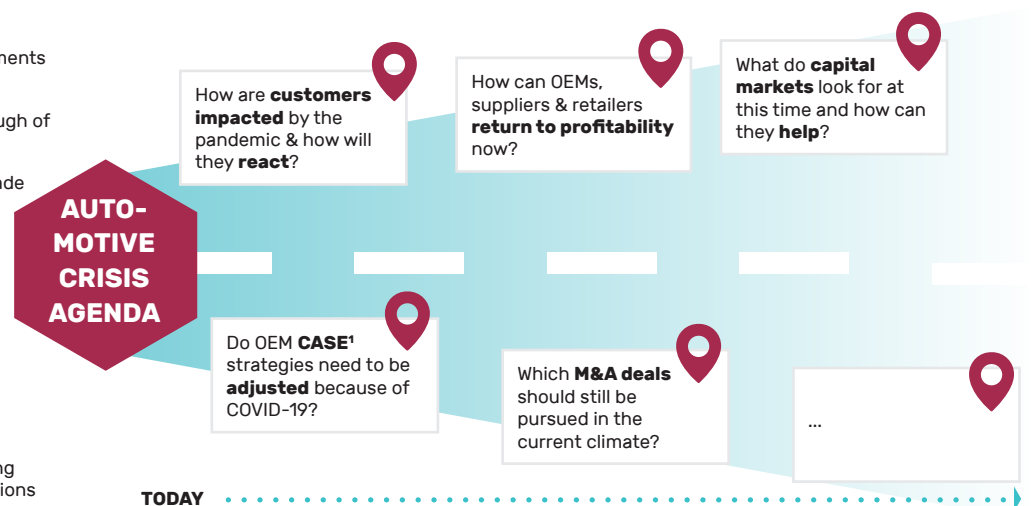 AUTO-
MOTIVE
CRISIS
AGENDA
How are customers
impacted by the
pandemic & how will
they react?
How can OEMs,
suppliers & retailers
return to profitability
now?
What do capital
markets look for at
this time and how can
they help?
Do OEM CASE¹
strategies need to be
adjusted because of
COVID-19?
Which M&A deals
should still be
pursued in the
current climate?
...
TODAY